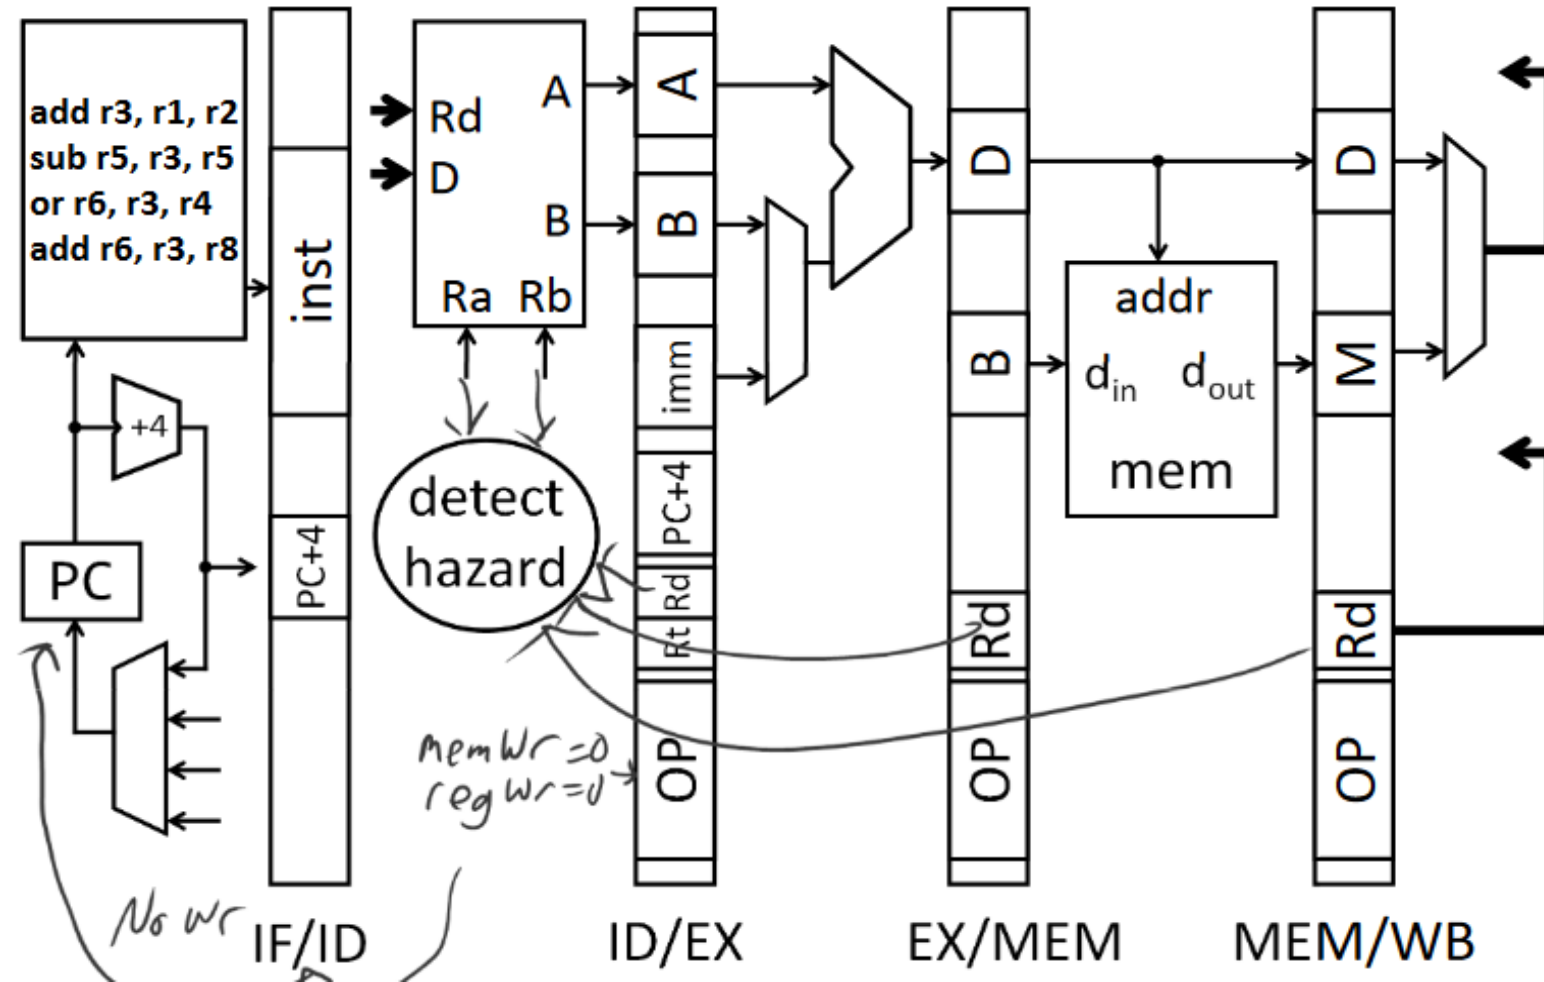 add r3, r1, r2
sub r5, r3, r5
or r6, r3, r4
add r6, r3, r8
inst
+4
PC+4
PC
Rd
D
A
B
Ra Rb
detect
hazard
A
B
imm
PC+4
Rd
Rt
OP
memWr=0
regWr=0
No Wr
D
B
Rd
OP
addr
din dout
mem
D
M
Rd
OP
IF/ID
ID/EX
EX/MEM
MEM/WB